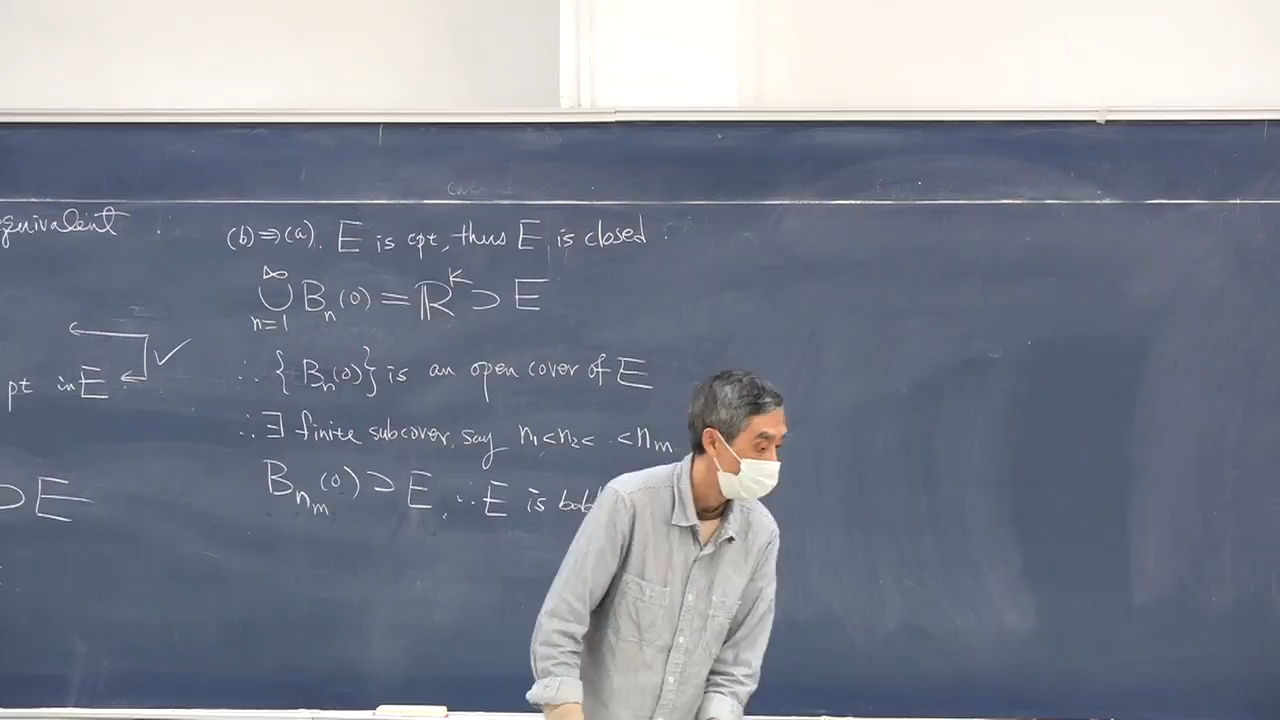 equivalent
pt in E ✓
⊃ E
(b)⇒(a). E is cpt, thus E is closed.
∞∪n=1 Bn(0) = ℝᴷ ⊃ E
∴ {Bn(0)} is an open cover of E
∴ ∃ finite subcover, say n₁<n₂< ·<nm
Bnm(0) ⊃ E, ∴ E is